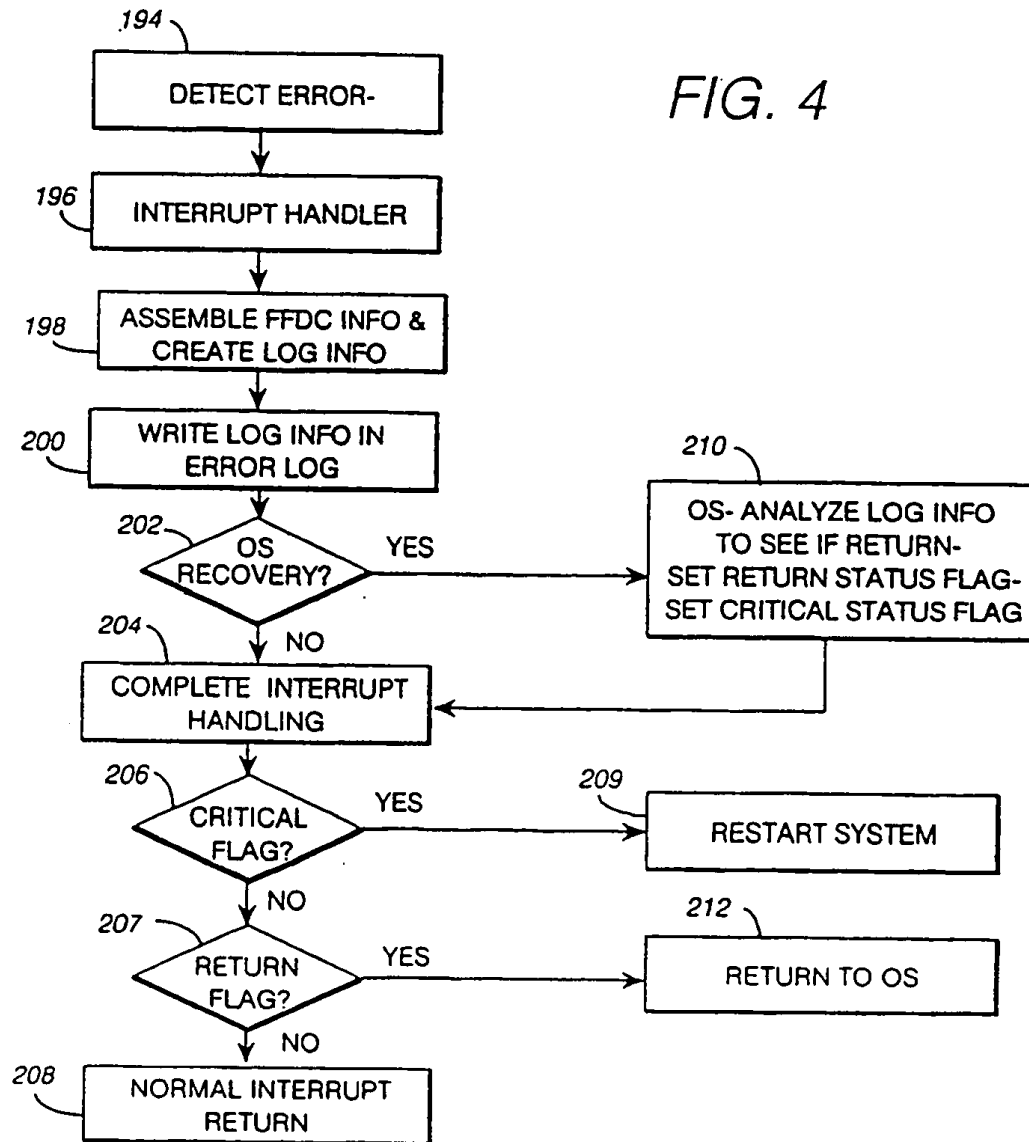 FIG. 4
194
DETECT ERROR-
196
INTERRUPT HANDLER
198
ASSEMBLE FFDC INFO &
CREATE LOG INFO
200
WRITE LOG INFO IN
ERROR LOG
202
OS
RECOVERY?
YES
NO
210
OS- ANALYZE LOG INFO
TO SEE IF RETURN-
SET RETURN STATUS FLAG-
SET CRITICAL STATUS FLAG
204
COMPLETE INTERRUPT
HANDLING
206
CRITICAL
FLAG?
YES
NO
209
RESTART SYSTEM
207
RETURN
FLAG?
YES
NO
212
RETURN TO OS
208
NORMAL INTERRUPT
RETURN